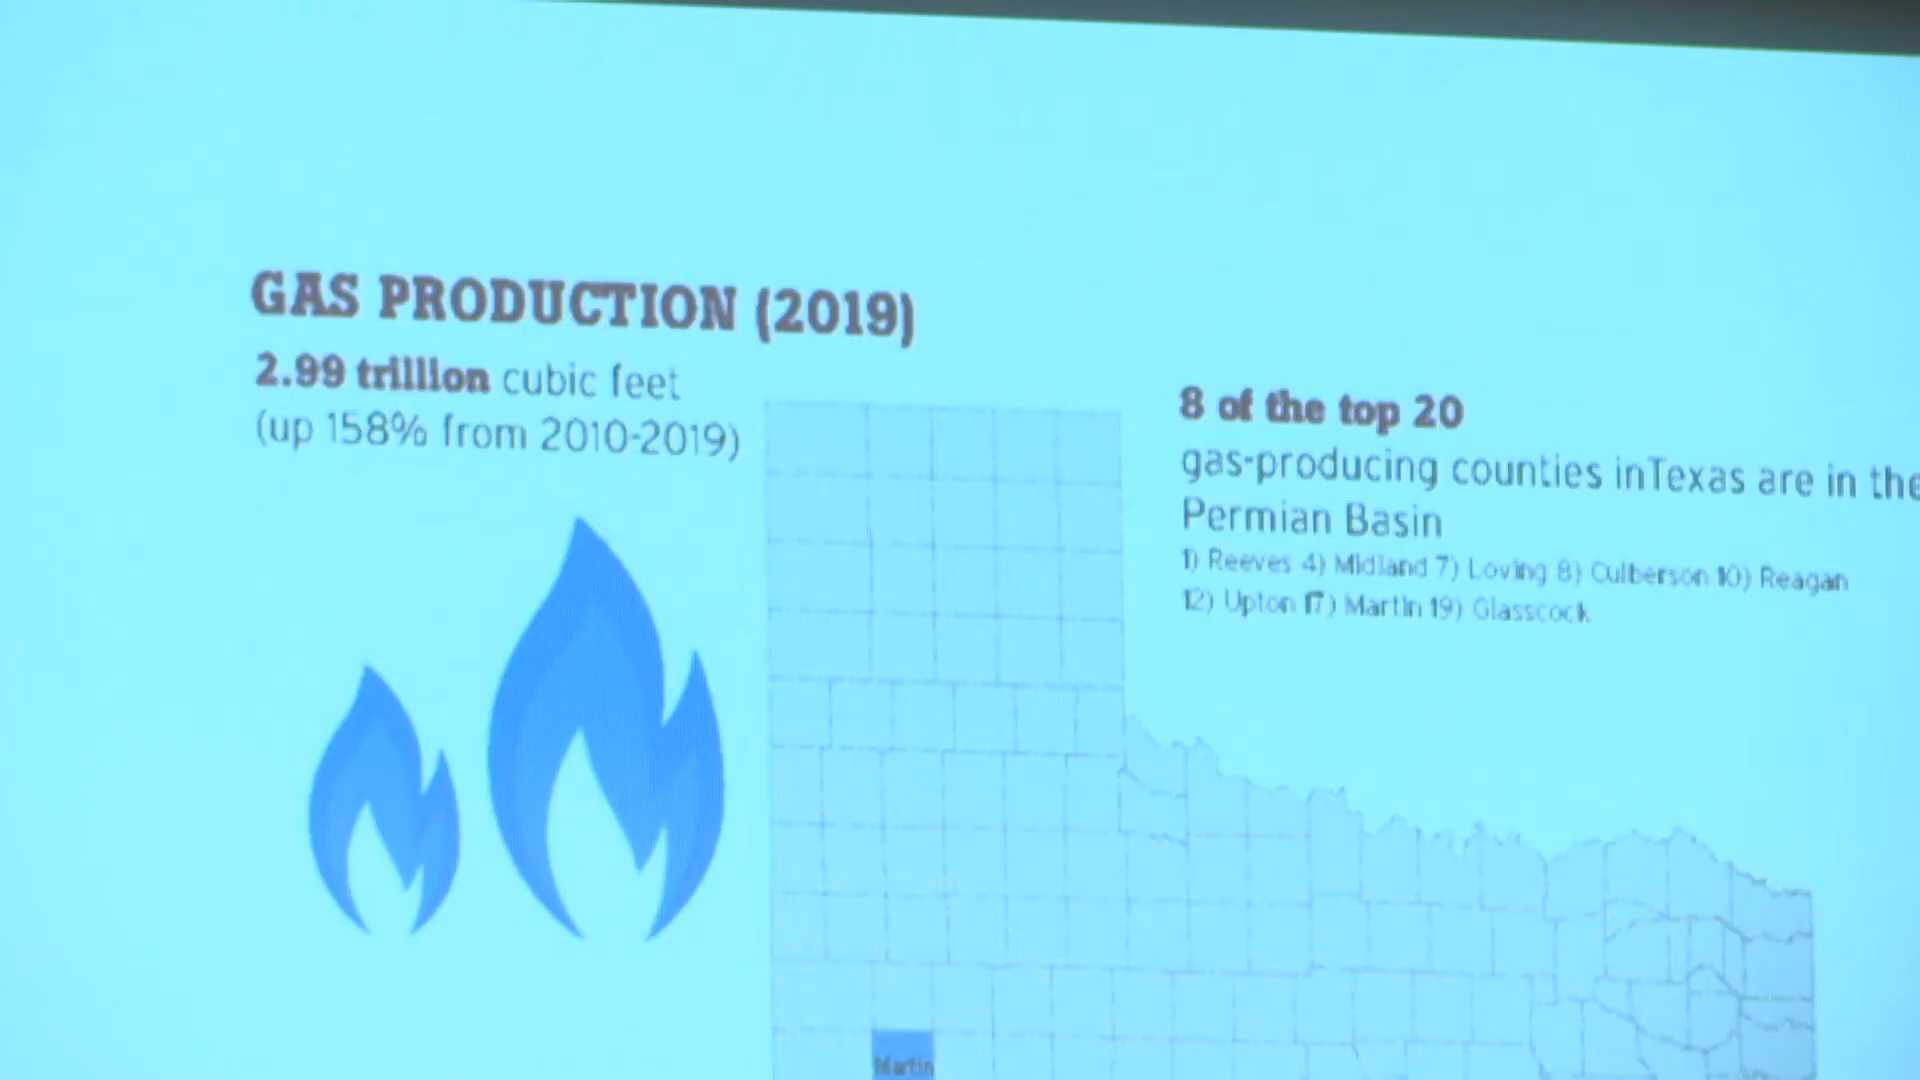 GAS PRODUCTION (2019)
2.99 trillion cubic feet
(up 158% from 2010-2019)
8 of the top 20
gas-producing counties inTexas are in the
Permian Basin
1) Reeves 4) Midland 7) Loving 8) Culberson 10) Reagan
12) Upton 17) Martin 19) Glasscock
Martin